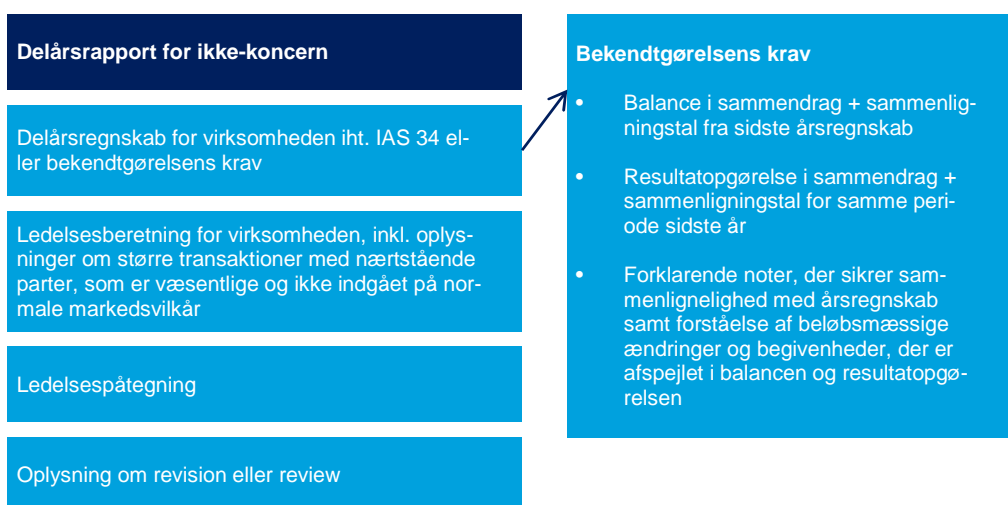 Delårsrapport for ikke-koncern
Delårsregnskab for virksomheden iht. IAS 34 el-
ler bekendtgørelsens krav
Ledelsesberetning for virksomheden, inkl. oplys-
ninger om større transaktioner med nærtstående
parter, som er væsentlige og ikke indgået på nor-
male markedsvilkår
Ledelsespåtegning
Oplysning om revision eller review
Bekendtgørelsens krav
• Balance i sammendrag + sammenlig-
ningstal fra sidste årsregnskab
• Resultatopgørelse i sammendrag +
sammenligningstal for samme peri-
ode sidste år
• Forklarende noter, der sikrer sam-
menlignelighed med årsregnskab
samt forståelse af beløbsmæssige
ændringer og begivenheder, der er
afspejlet i balancen og resultatopgø-
relsen